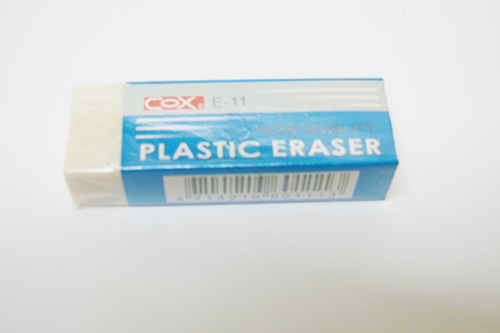 COX E-11
HIGH QUALITY
PLASTIC ERASER